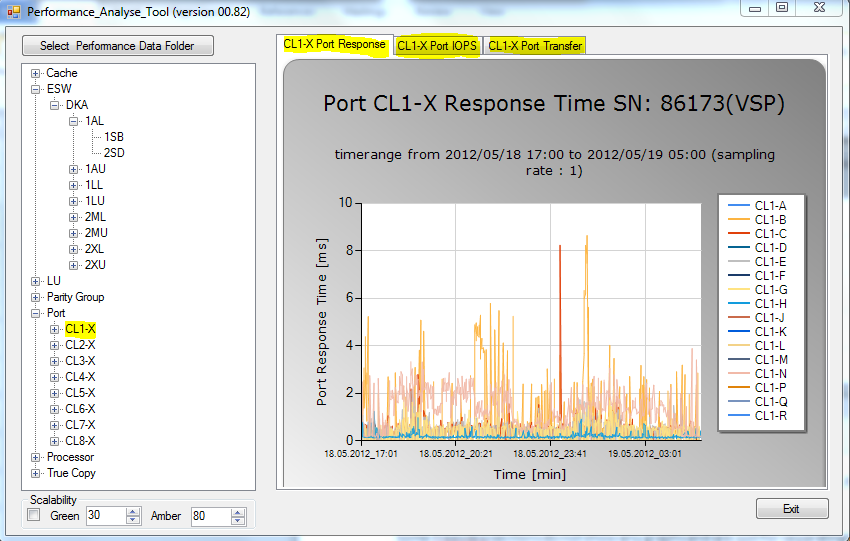 Performance_Analyse_Tool (version 00.82)
Select Perfomance Data Folder
Cache
ESW
DKA
1AL
1SB
2SD
1AU
1LL
1LU
2ML
2MU
2XL
2XU
LU
Parity Group
Port
CL1-X
CL2-X
CL3-X
CL4-X
CL5-X
CL6-X
CL7-X
CL8-X
Processor
True Copy
Scalability
Green 30 Amber 80
CL1-X Port Response CL1-X Port IOPS CL1-X Port Transfer
Port CL1-X Response Time SN: 86173(VSP)
timerange from 2012/05/18 17:00 to 2012/05/19 05:00 (sampling
rate : 1)
Port Response Time [ms]
10
8
6
4
2
0
18.05.2012_17:01 18.05.2012_20:21 18.05.2012_23:41 19.05.2012_03:01
Time [min]
CL1-A
CL1-B
CL1-C
CL1-D
CL1-E
CL1-F
CL1-G
CL1-H
CL1-J
CL1-K
CL1-L
CL1-M
CL1-N
CL1-P
CL1-Q
CL1-R
Exit